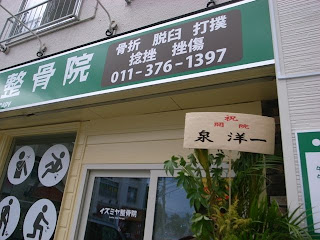 整骨院
骨折 脱臼 打撲
捻挫 挫傷
011-376-1397
祝
開院
泉 洋一
イズミヤ整骨院